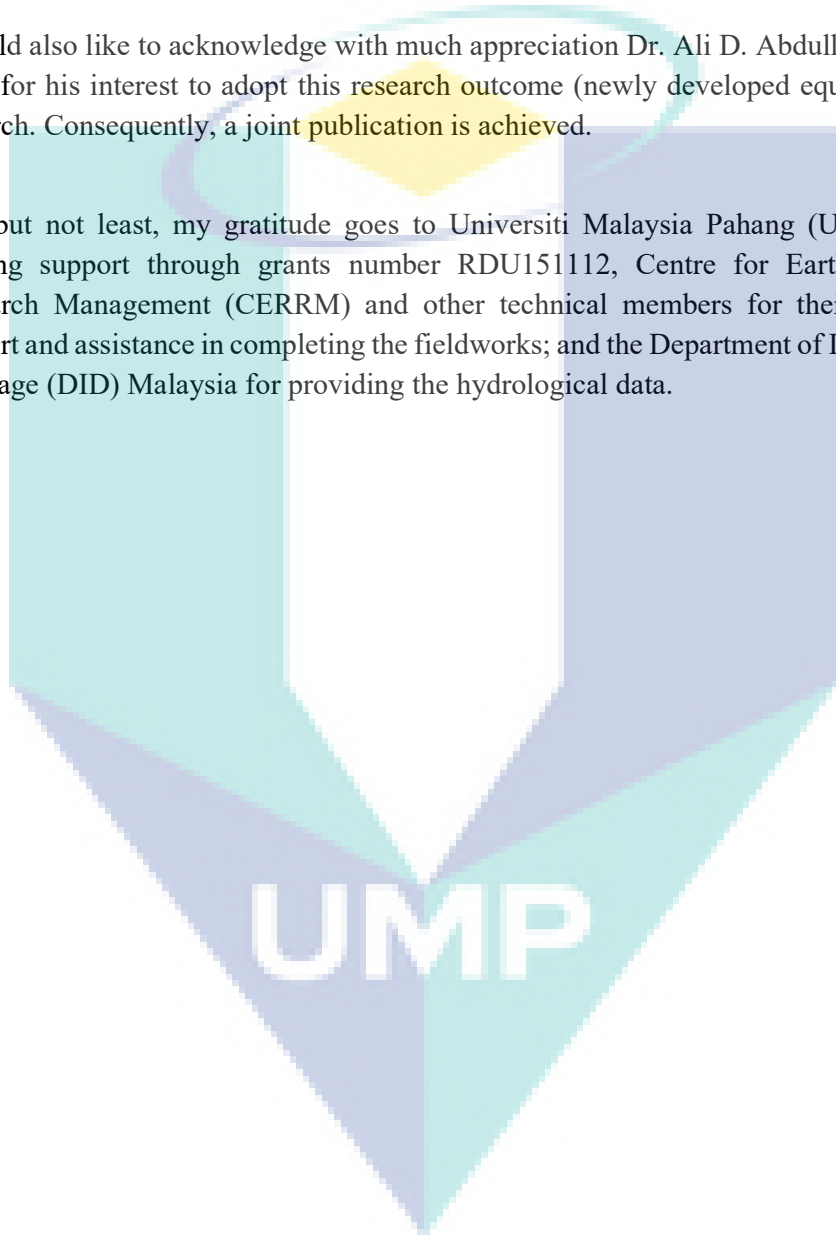 ld also like to acknowledge with much appreciation Dr. Ali D. Abdull
for his interest to adopt this research outcome (newly developed equ
rch. Consequently, a joint publication is achieved.
but not least, my gratitude goes to Universiti Malaysia Pahang (U
ng support through grants number RDU151112, Centre for Eart
rch Management (CERRM) and other technical members for thei
rt and assistance in completing the fieldworks; and the Department of I
age (DID) Malaysia for providing the hydrological data.
UMP